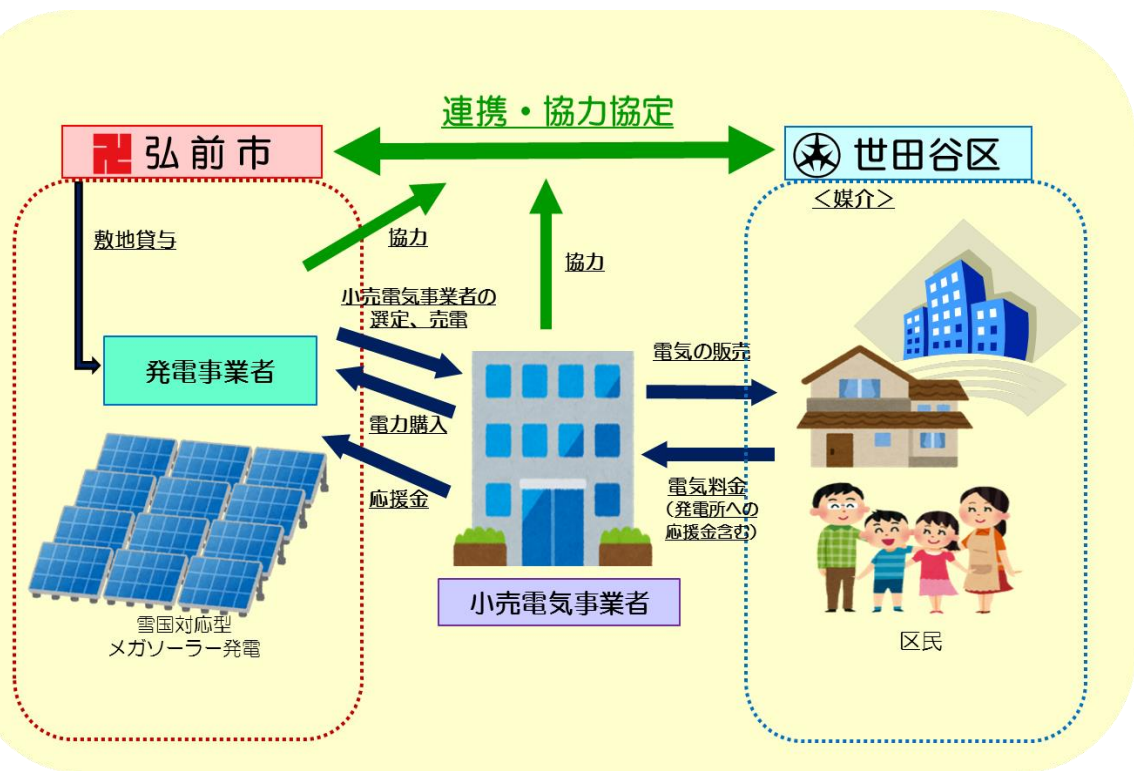 連携・協力協定
弘前市
世田谷区
＜媒介＞
敷地貸与
協力
協力
小売電気事業者の
選定、売電
発電事業者
電力購入
応援金
電気の販売
電気料金
（発電所への
応援金含む）
小売電気事業者
雪国対応型
メガソーラー発電
区民